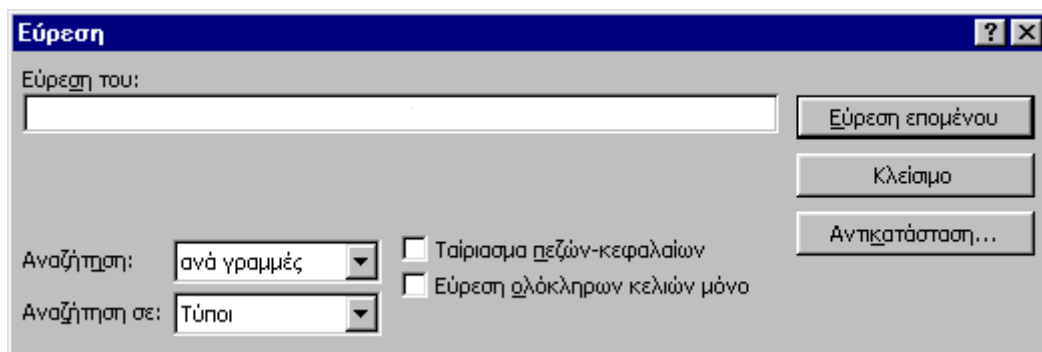 Εύρεση
Εύρεση του:
Εύρεση επομένου
Κλείσιμο
Αντικατάσταση...
Αναζήτηση: ανά γραμμές
Ταίριασμα πεζών-κεφαλαίων
Αναζήτηση σε: Τύποι
Εύρεση ολόκληρων κελιών μόνο